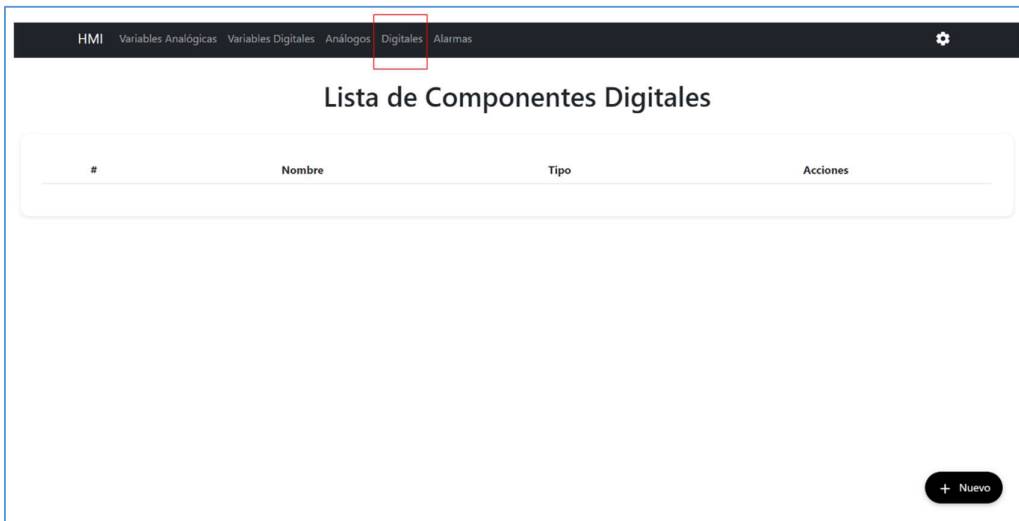 HMI Variables Analógicas Variables Digitales Análogos Digitales Alarmas
Lista de Componentes Digitales
# Nombre Tipo Acciones
+ Nuevo